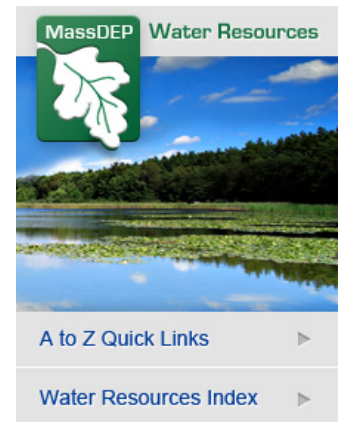 MassDEP Water Resources
A to Z Quick Links
Water Resources Index